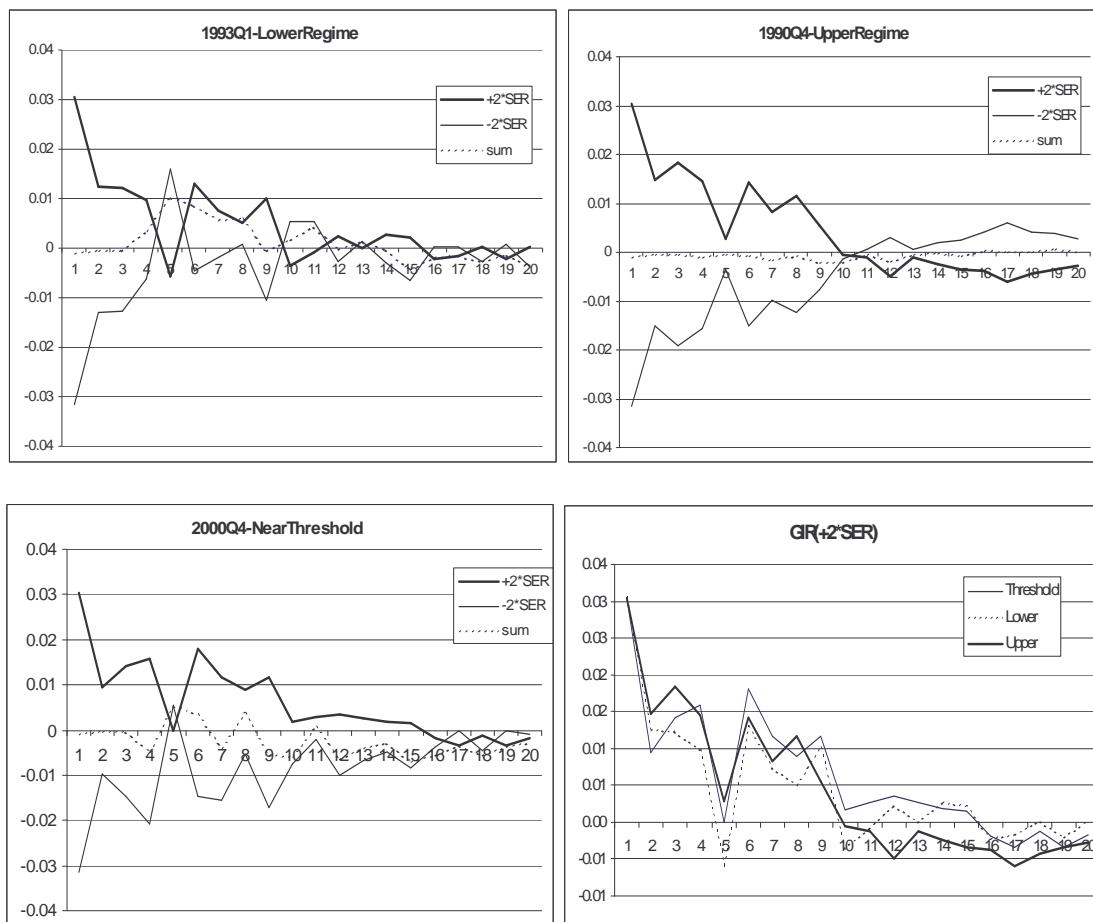 1993Q1-LowerRegime
0.04
0.03
0.02
0.01
0
-0.01
-0.02
-0.03
-0.04
1 2 3 4 5 6 7 8 9 10 11 12 13 14 15 16 17 18 19 20
+2*SER
-2*SER
sum
1990Q4-UpperRegime
0.04
0.03
0.02
0.01
0
-0.01
-0.02
-0.03
-0.04
1 2 3 4 5 6 7 8 9 10 11 12 13 14 15 16 17 18 19 20
+2*SER
-2*SER
sum
2000Q4-NearThreshold
0.04
0.03
0.02
0.01
0
-0.01
-0.02
-0.03
-0.04
1 2 3 4 5 6 7 8 9 10 11 12 13 14 15 16 17 18 19 20
+2*SER
-2*SER
sum
GIR(+2*SER)
0.04
0.03
0.03
0.02
0.02
0.01
0.01
0.00
-0.01
-0.01
1 2 3 4 5 6 7 8 9 10 11 12 13 14 15 16 17 18 19 20
Threshold
Lower
Upper